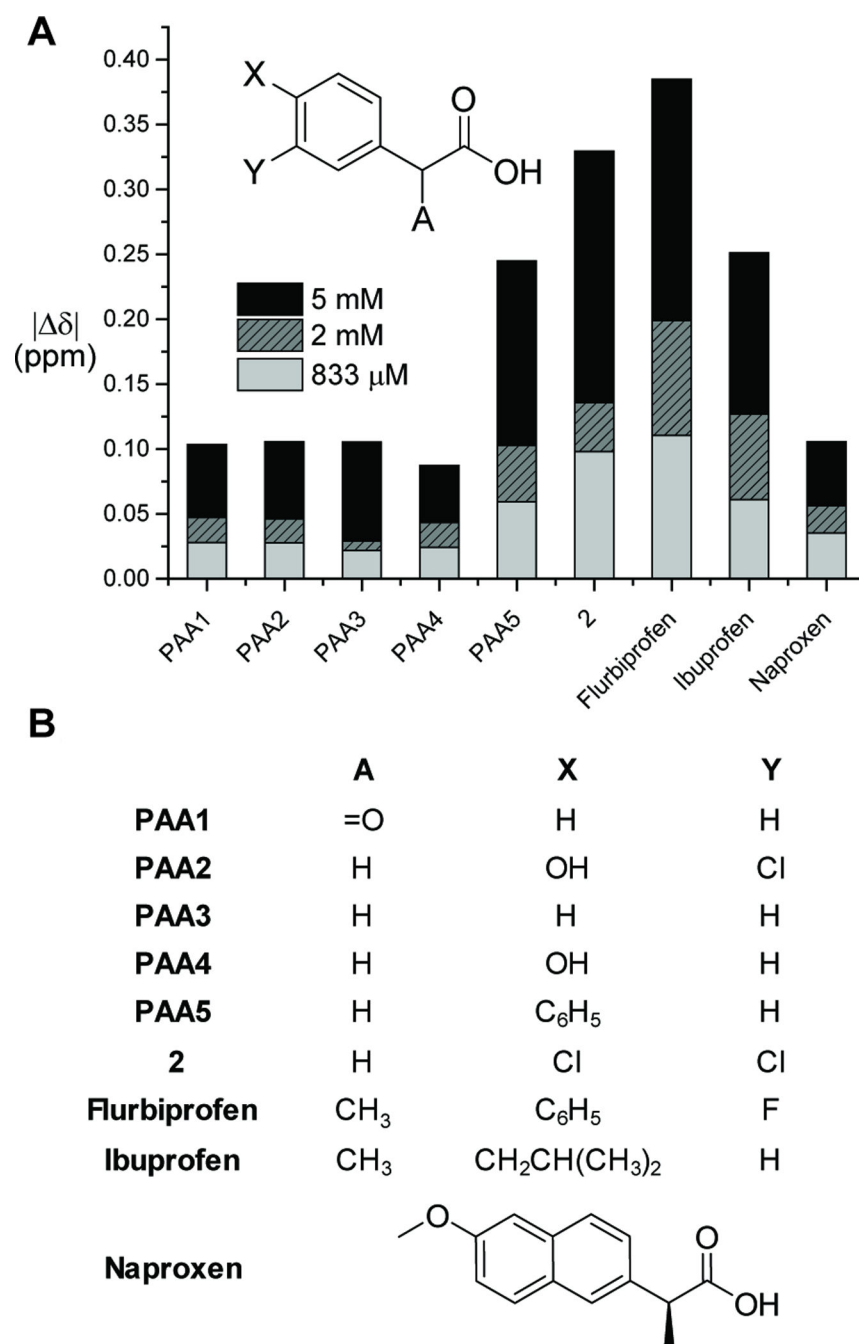 A
0.40
0.35
0.30
0.25
0.20
0.15
0.10
0.05
0.00
|Δδ|
(ppm)
X
Y
O
OH
A
5 mM
2 mM
833 μM
PAA1
PAA2
PAA3
PAA4
PAA5
2
Flurbiprofen
Ibuprofen
Naproxen
B
A X Y
PAA1 =O H H
PAA2 H OH Cl
PAA3 H H H
PAA4 H OH H
PAA5 H C₆H₅ H
2 H Cl Cl
Flurbiprofen CH₃ C₆H₅ F
Ibuprofen CH₃ CH₂CH(CH₃)₂ H
Naproxen
O
O
OH